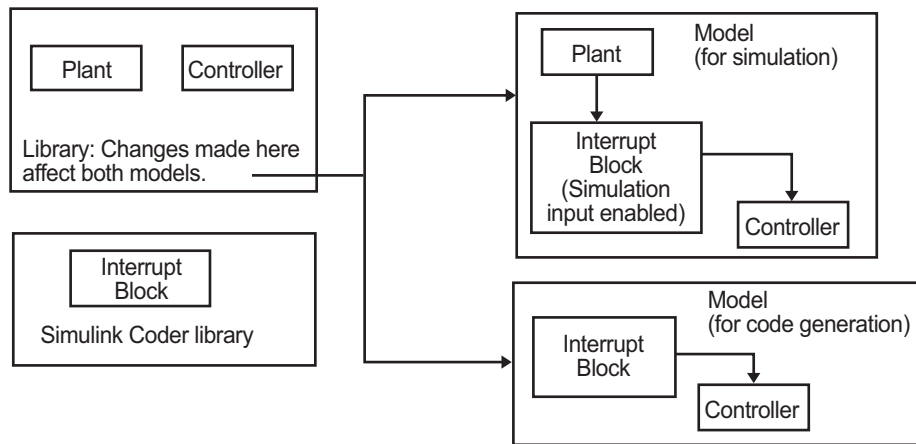 Plant
Controller
Library: Changes made here
affect both models.
Interrupt
Block
Simulink Coder library
Model
(for simulation)
Plant
Interrupt
Block
(Simulation
input enabled)
Controller
Model
(for code generation)
Interrupt
Block
Controller